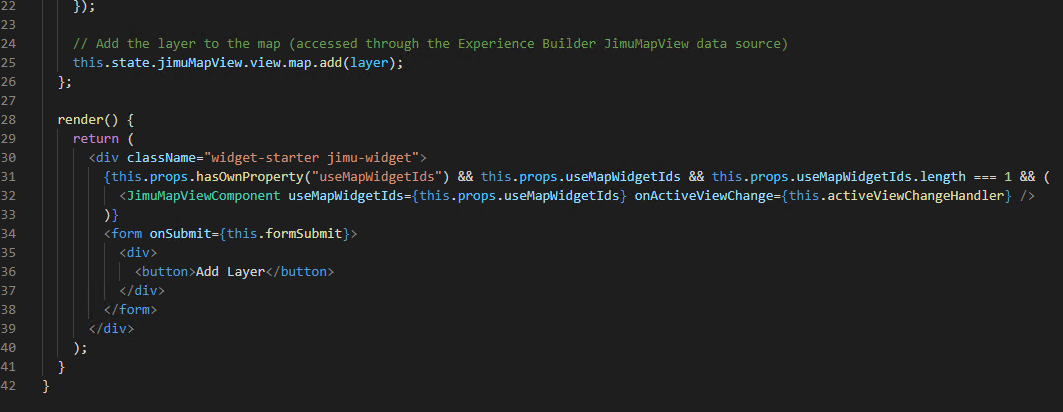 22 });
23
24 // Add the layer to the map (accessed through the Experience Builder JimuMapView data source)
25 this.state.jimuMapView.view.map.add(layer);
26 };
27
28 render() {
29 return (
30 <div className="widget-starter jimu-widget">
31 {this.props.hasOwnProperty("useMapWidgetIds") && this.props.useMapWidgetIds && this.props.useMapWidgetIds.length === 1 && (
32 <JimuMapViewComponent useMapWidgetIds={this.props.useMapWidgetIds} onActiveViewChange={this.activeViewChangeHandler} />
33 )}
34 <form onSubmit={this.formSubmit}>
35 <div>
36 <button>Add Layer</button>
37 </div>
38 </form>
39 </div>
40 );
41 }
42 }